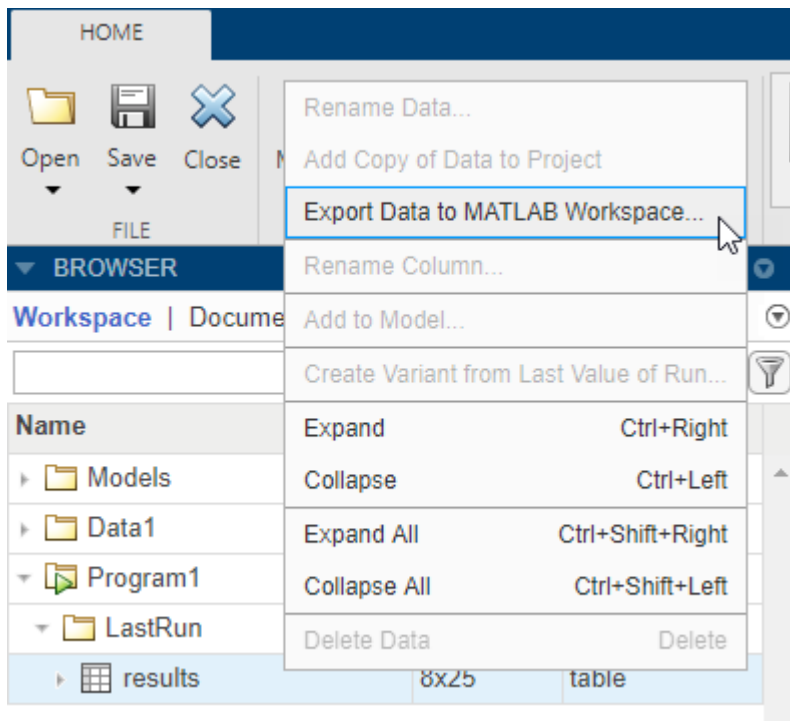 HOME
Open Save Close
FILE
Rename Data...
Add Copy of Data to Project
Export Data to MATLAB Workspace...
Rename Column...
Add to Model...
Create Variant from Last Value of Run...
Expand Ctrl+Right
Collapse Ctrl+Left
Expand All Ctrl+Shift+Right
Collapse All Ctrl+Shift+Left
Delete Data Delete
BROWSER
Workspace | Docume
Name
Models
Data1
Program1
LastRun
results 8x25 table